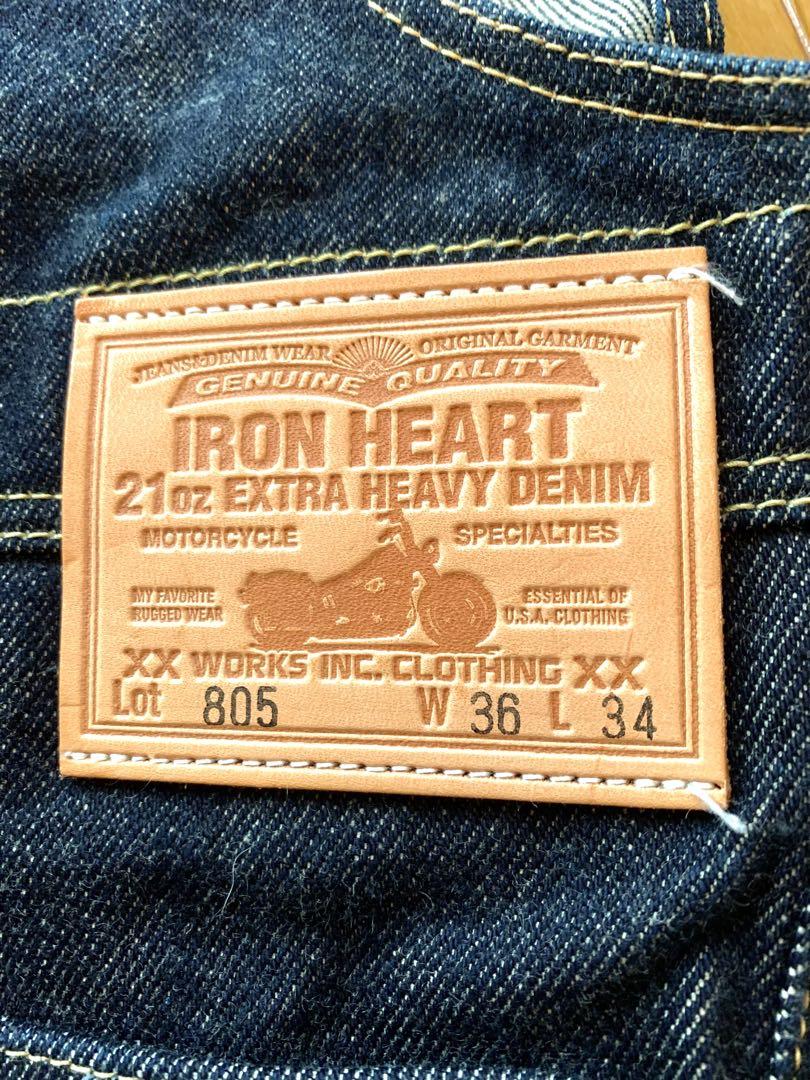 JEANS&DENIM WEAR ORIGINAL GARMENT
GENUINE QUALITY
IRON HEART
21oz EXTRA HEAVY DENIM
MOTORCYCLE SPECIALTIES
MY FAVORITE RUGGED WEAR
ESSENTIAL OF U.S.A. CLOTHING
XX WORKS INC. CLOTHING XX
Lot 805 W 36 L 34